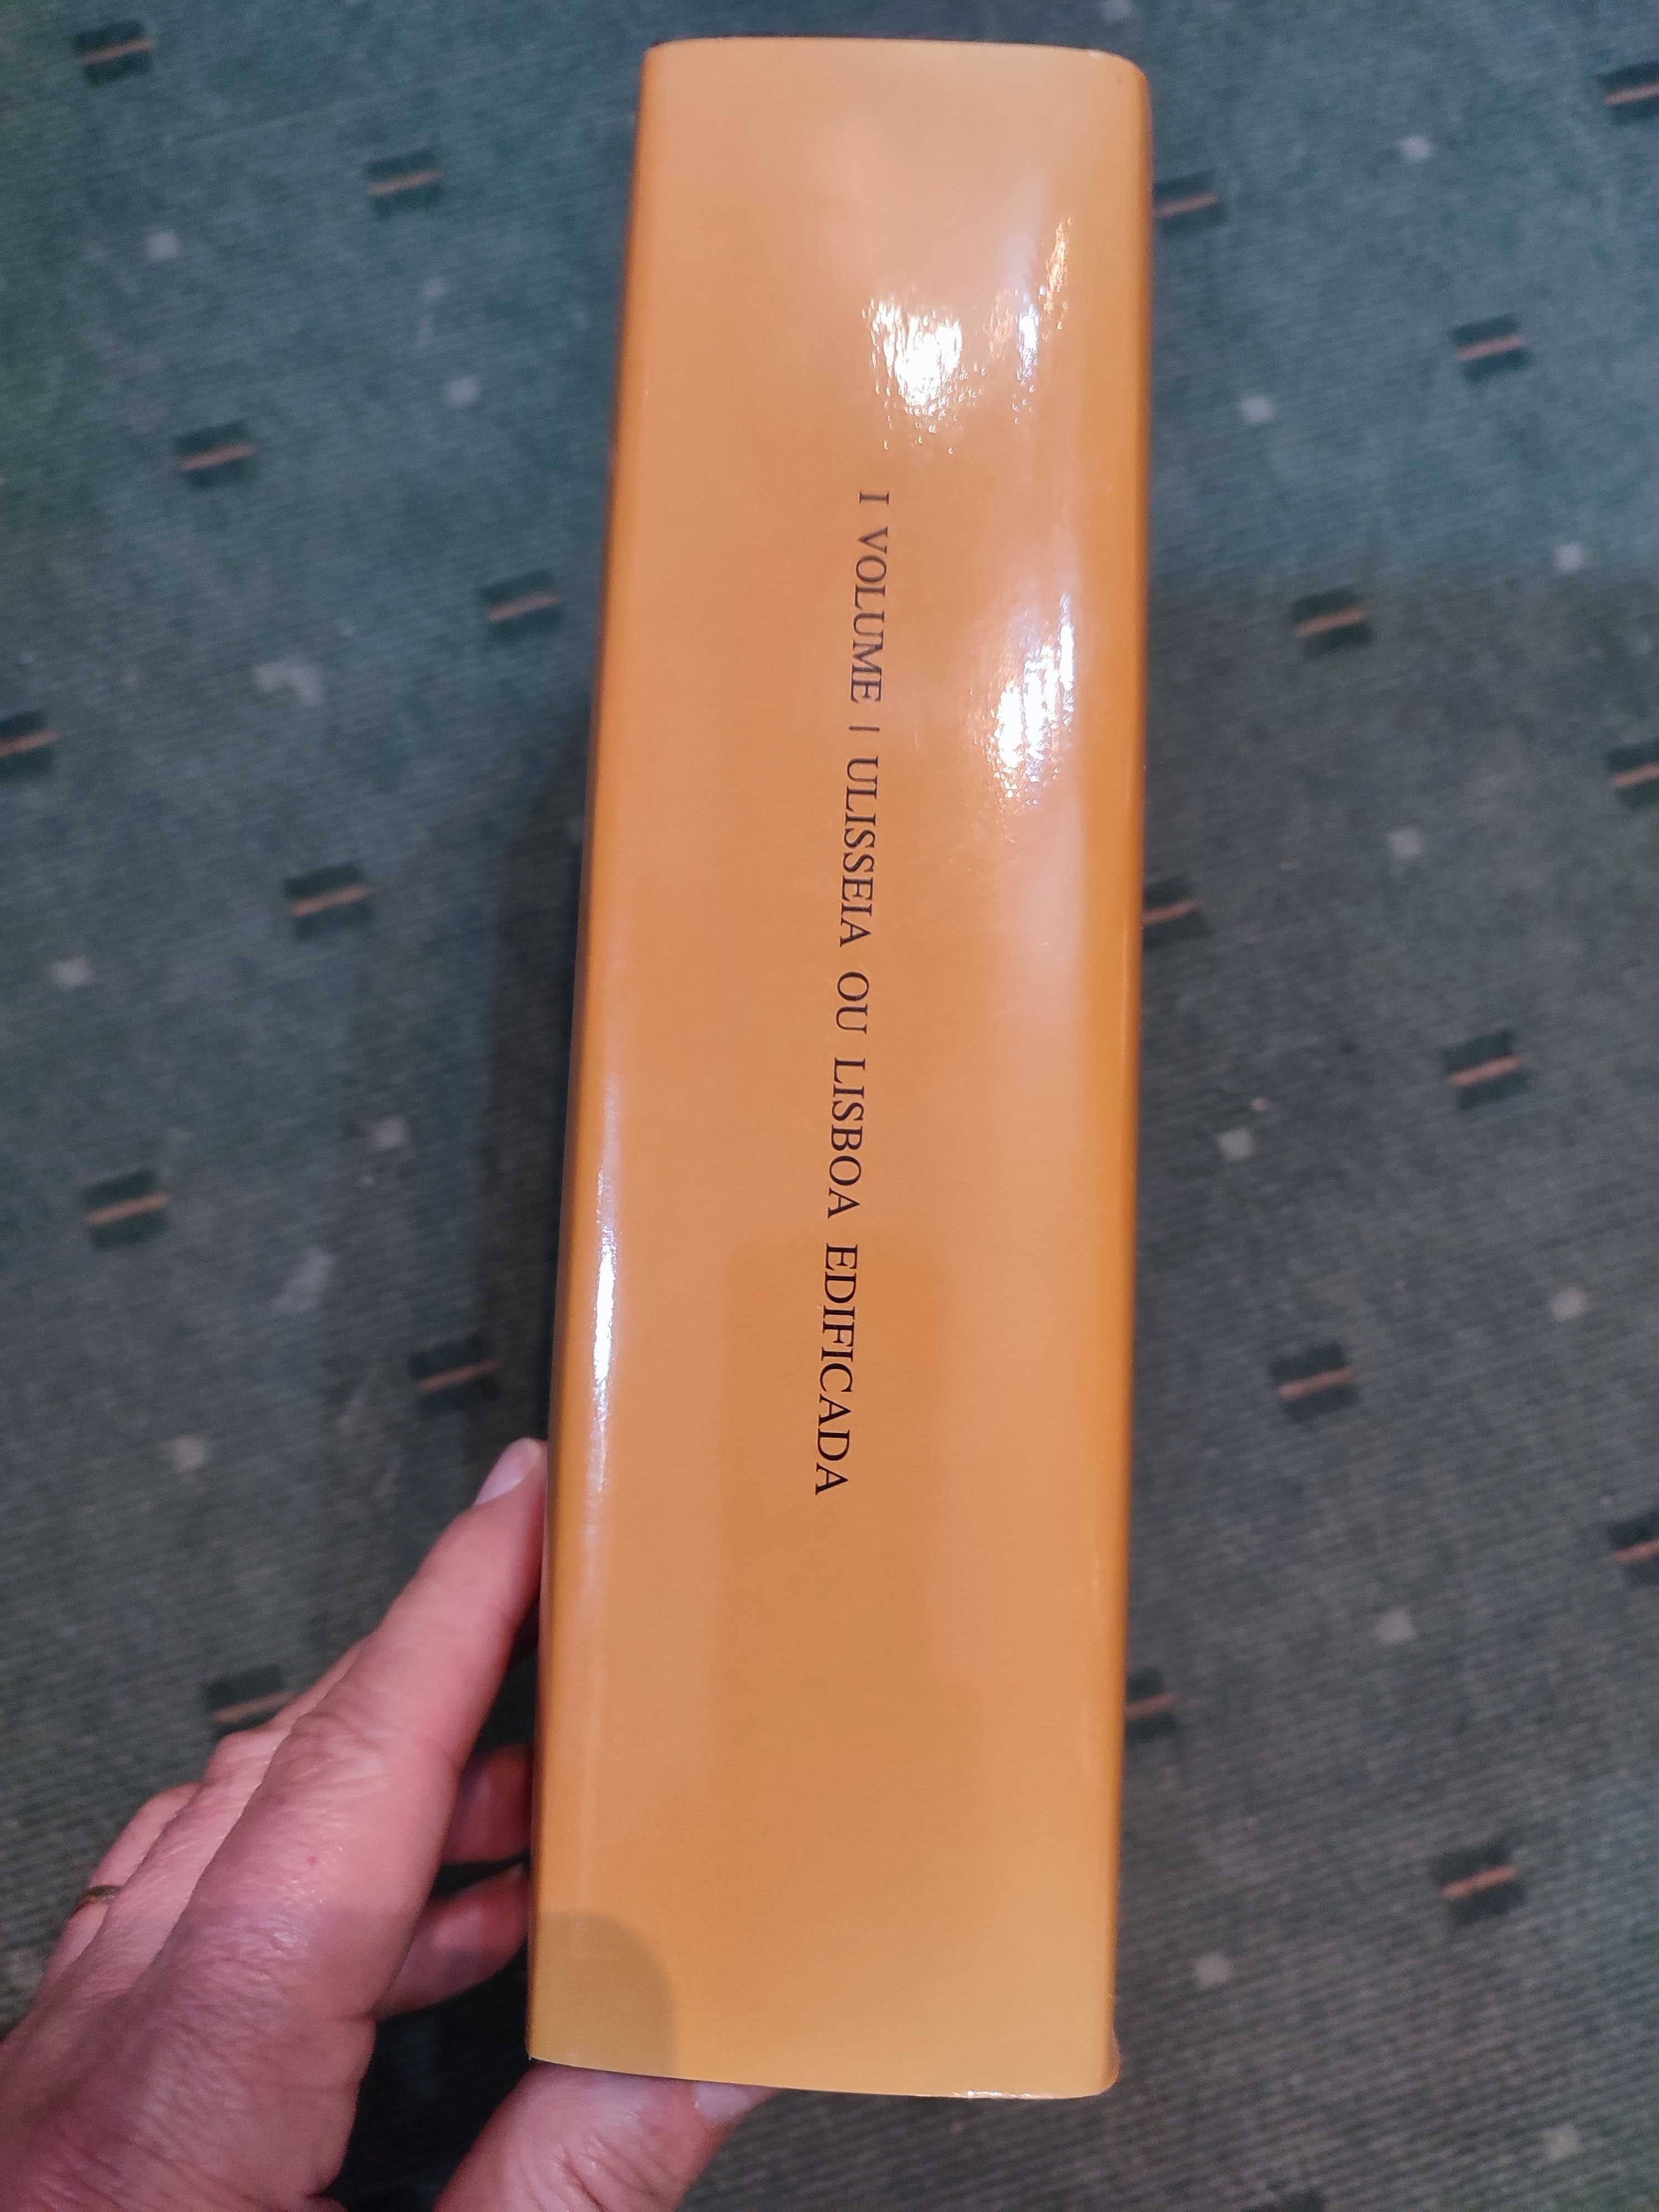 I VOLUME | ULISSEIA OU LISBOA EDIFICADA